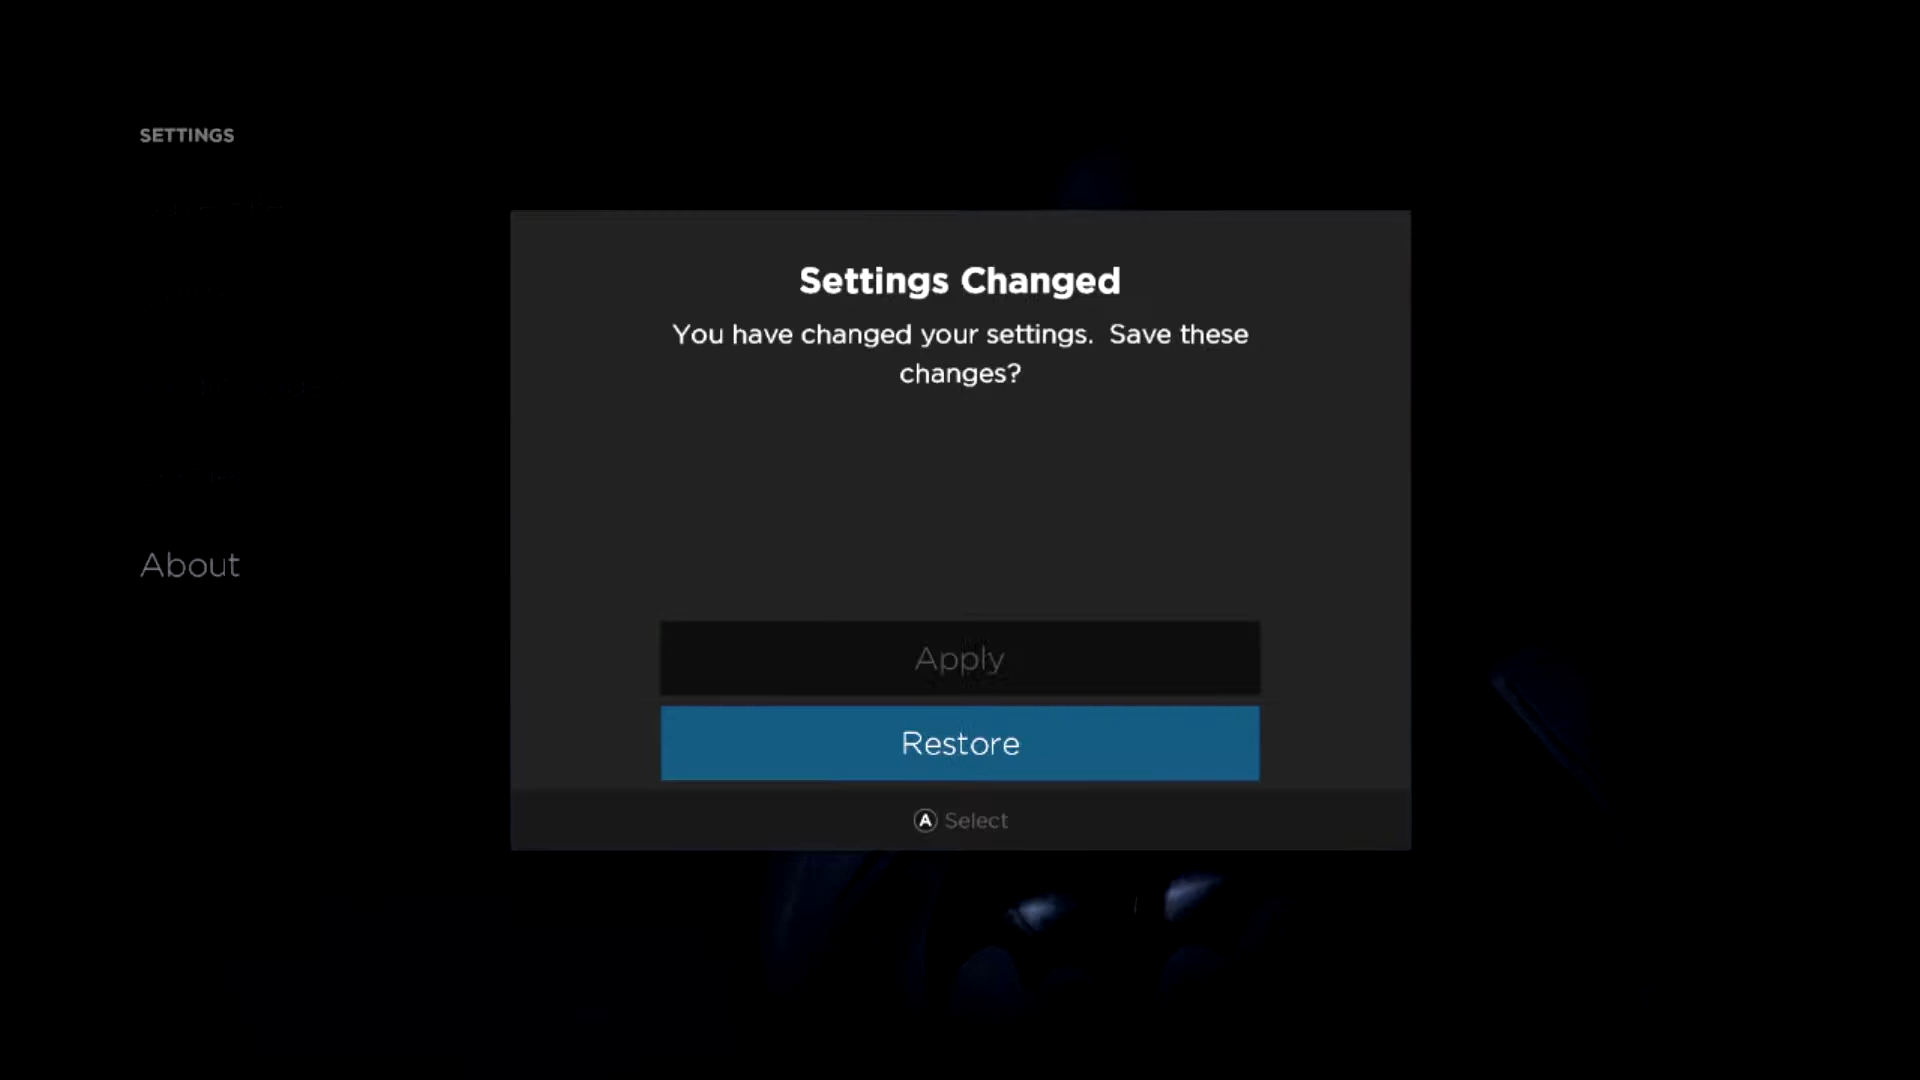 SETTINGS
Settings Changed
You have changed your settings.  Save these
changes?
About
Apply
Restore
A Select